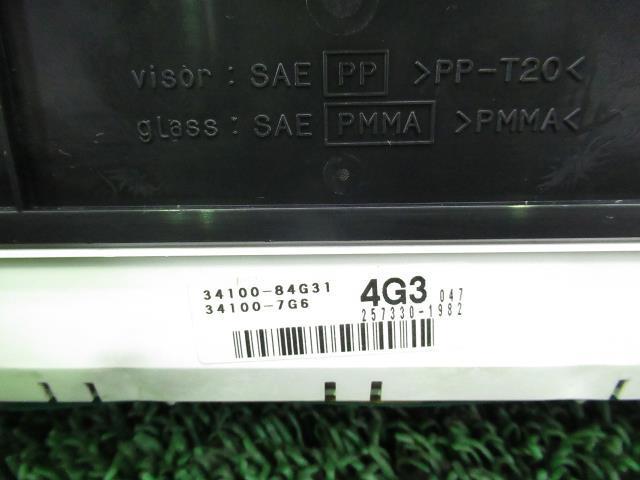 visor : SAE PP >PP-T20<
gLass : SAE PMMA >PMMA<
34100-84G31 4G3 047
34100-7G6 257330-1982